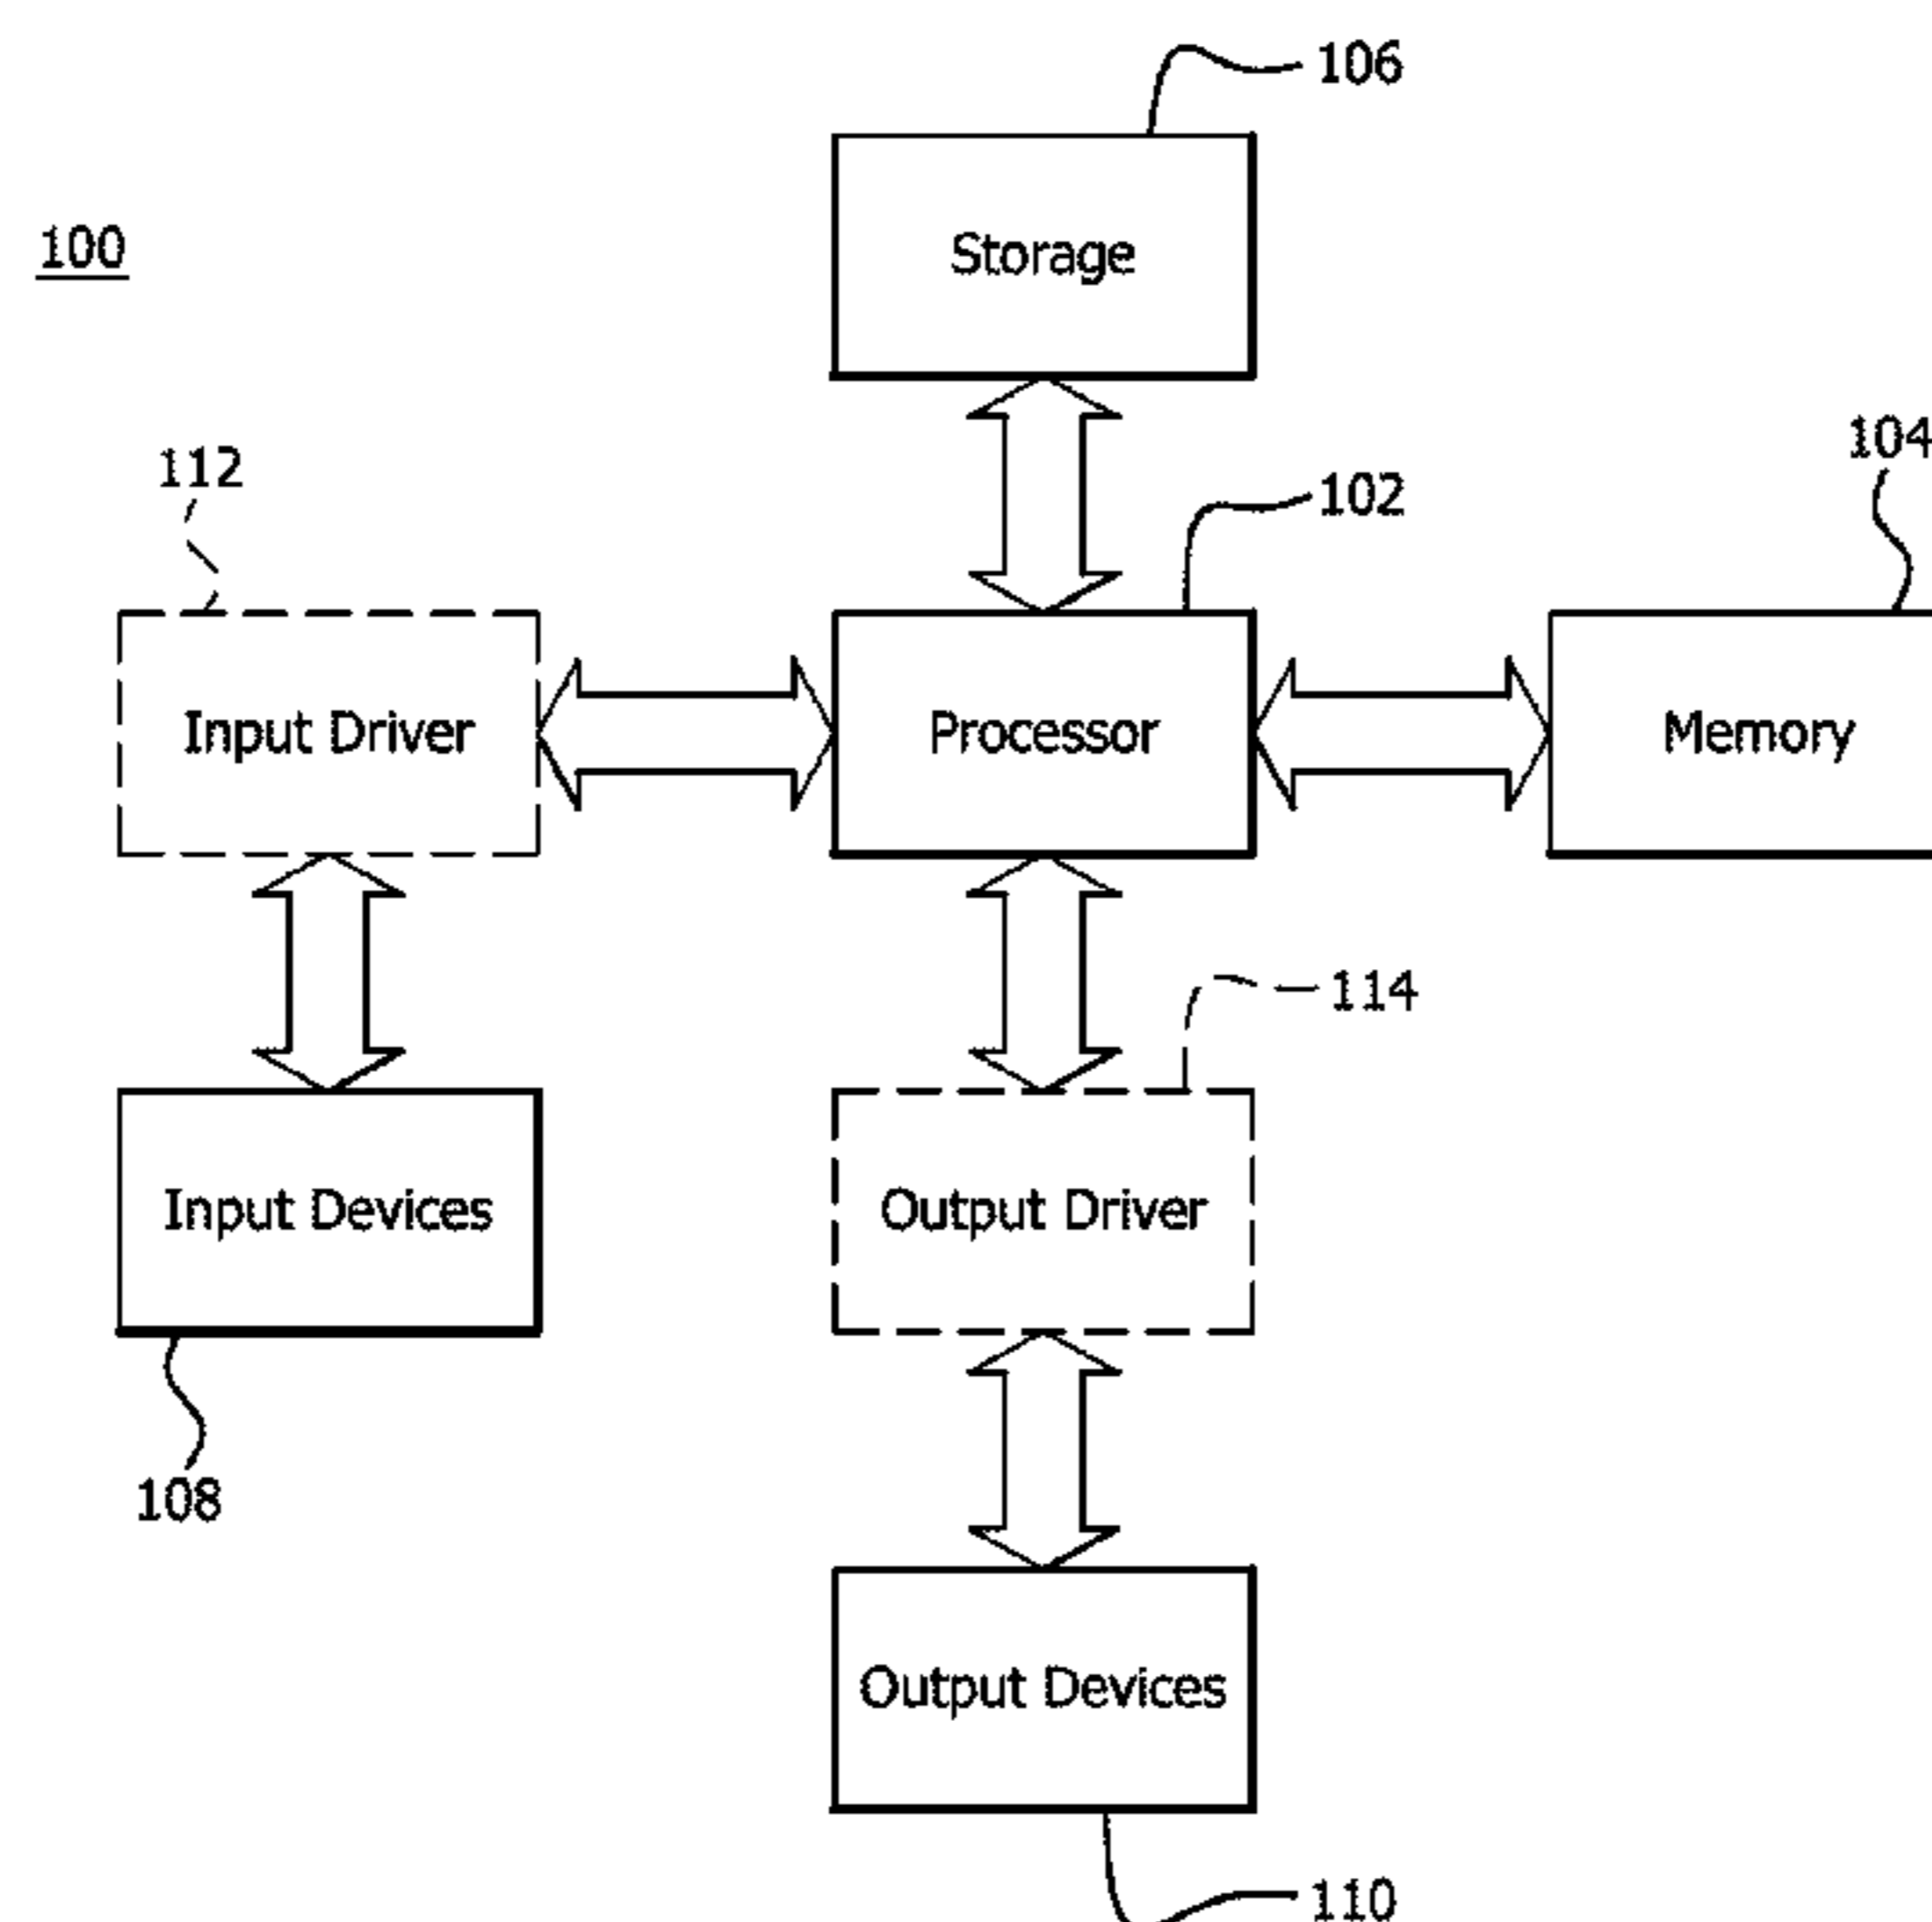 106
100
Storage
104
112
102
Input Driver
Processor
Memory
114
Input Devices
Output Driver
108
Output Devices
110